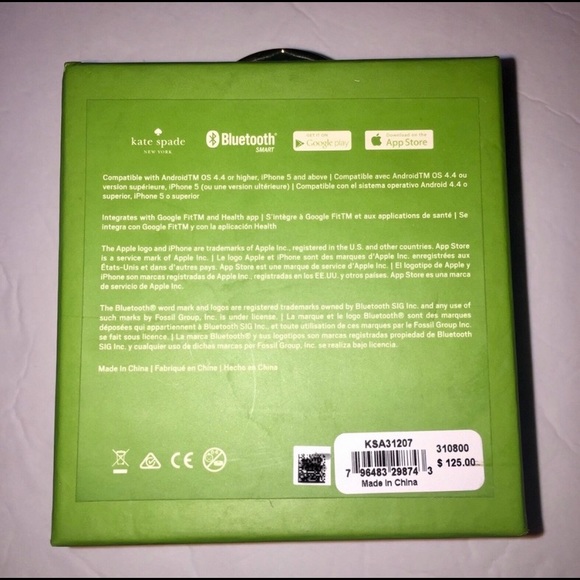 kate spade
NEW YORK
Bluetooth®
SMART
GET IT ON
Google play
Download on the
App Store
Compatible with AndroidTM OS 4.4 or higher, iPhone 5 and above | Compatible avec AndroidTM OS 4.4 ou
version supérieure, iPhone 5 (ou une version ultérieure) | Compatible con el sistema operativo Android 4.4 o
superior, iPhone 5 o superior
Integrates with Google FitTM and Health app | S'intègre à Google FitTM et aux applications de santé | Se
integra con Google FitTM y con la aplicación Health
The Apple logo and iPhone are trademarks of Apple Inc., registered in the U.S. and other countries. App Store
is a service mark of Apple Inc. | Le logo Apple et iPhone sont des marques d'Apple Inc. enregistrées aux
États-Unis et dans d'autres pays. App Store est une marque de service d'Apple Inc. | El logotipo de Apple y
iPhone son marcas registradas de Apple Inc., registradas en los EE.UU. y otros países. App Store es una marca
de servicio de Apple Inc.
The Bluetooth® word mark and logos are registered trademarks owned by Bluetooth SIG Inc. and any use of
such marks by Fossil Group, Inc. is under license. | La marque et le logo Bluetooth® sont des marques
déposées qui appartiennent à Bluetooth SIG Inc., et toute utilisation de ces marques par le Fossil Group, Inc.
se fait sous licence. | La marca Bluetooth® y sus logotipos son marcas registradas propiedad de Bluetooth
SIG Inc. y cualquier uso de dichas marcas por Fossil Group, Inc. se realiza bajo licencia.
Made in China | Fabriqué en Chine | Hecho en China
CE
KSA31207
310800
7 96483 29874 3
$ 125.00
Made in China